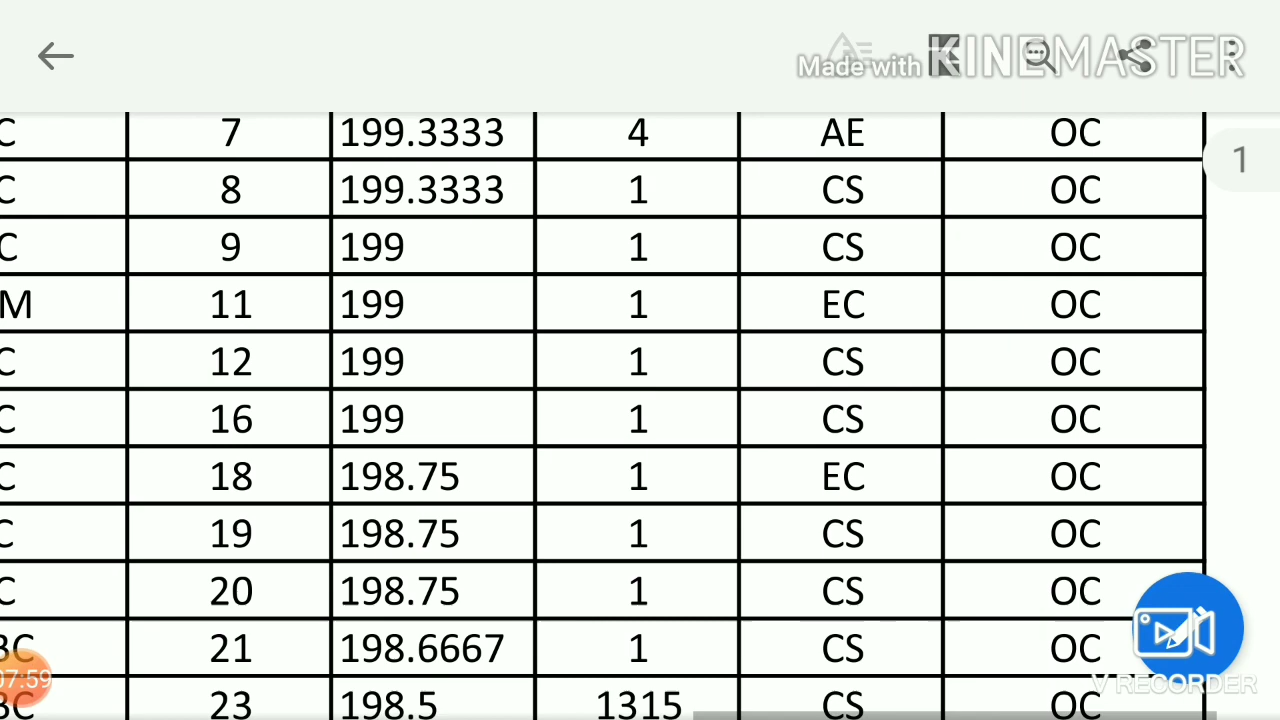 Made with KINEMASTER
C 7 199.3333 4 AE OC
1
C 8 199.3333 1 CS OC
C 9 199 1 CS OC
M 11 199 1 EC OC
C 12 199 1 CS OC
C 16 199 1 CS OC
C 18 198.75 1 EC OC
C 19 198.75 1 CS OC
C 20 198.75 1 CS OC
BC 21 198.6667 1 CS OC
07:59
BC 23 198.5 1315 CS OC
V RECORDER